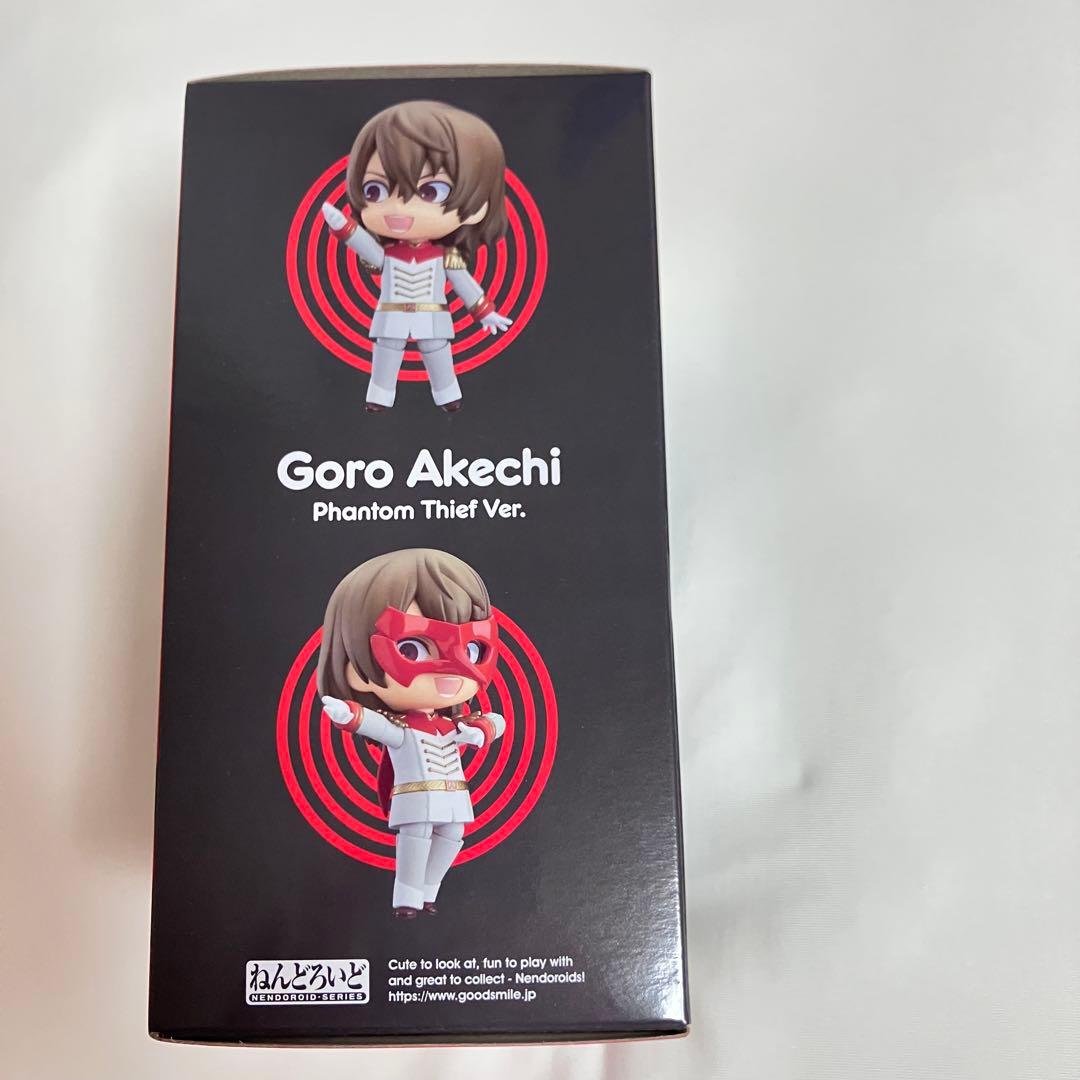 Goro Akechi
Phantom Thief Ver.
ねんどろいど
NENDOROID·SERIES
Cute to look at, fun to play with
and great to collect - Nendoroids!
https://www.goodsmile.jp